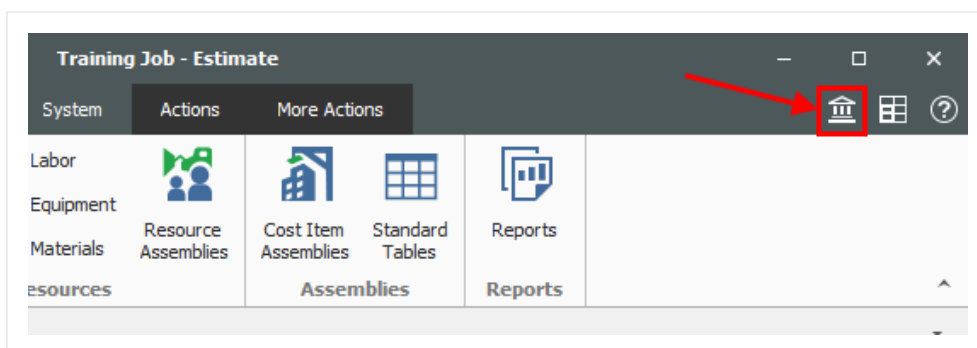 Training Job - Estimate
System Actions More Actions
Labor
Equipment
Materials
Resource
Assemblies
Cost Item
Assemblies
Standard
Tables
Reports
esources Assemblies Reports